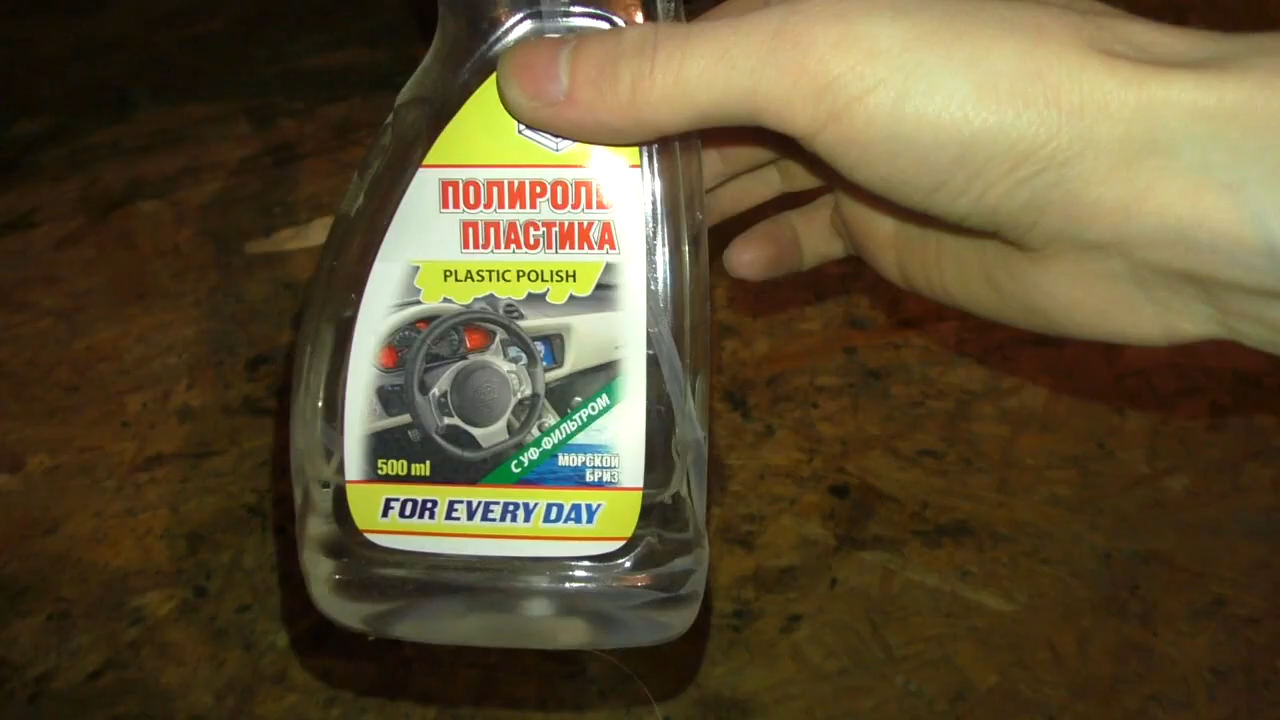 ПОЛИРОЛЬ
ПЛАСТИКА
PLASTIC POLISH
С УФ-ФИЛЬТРОМ
МОРСКОЙ
БРИЗ
500 ml
FOR EVERY DAY